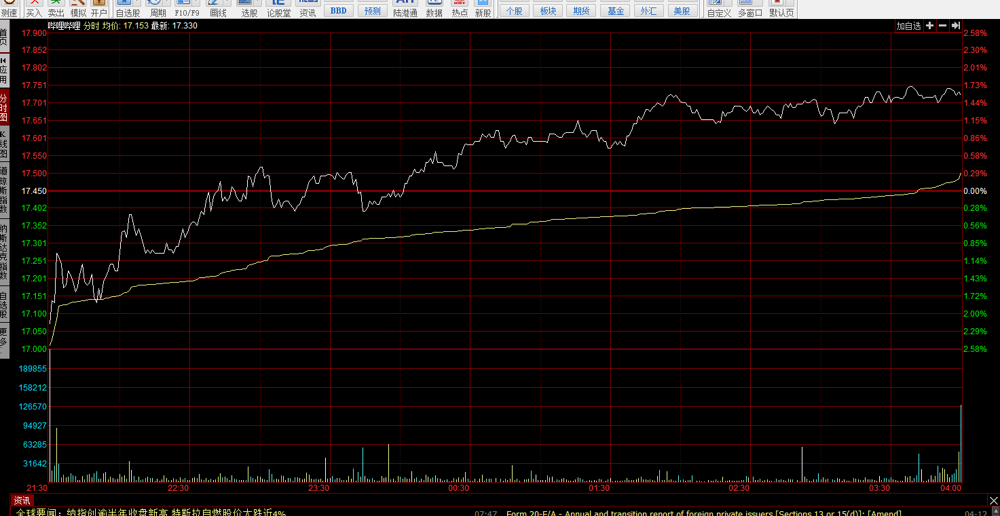 测速 买入 卖出 模拟 开户 自选股 周期 F10/F9 画线 选股 论股堂 资讯 BBD 预测 陆港通 数据 热点 新股 个股 板块 期货 基金 外汇 美股 自定义 多窗口 默认页
哔哩哔哩 分时 均价: 17.153 最新: 17.330
加自选
首页
应用
分时图
K线图
道琼斯指数
纳斯达克指数
自选股
更多
17.900 2.58%
17.852 2.30%
17.802 2.01%
17.751 1.73%
17.701 1.44%
17.651 1.15%
17.601 0.86%
17.550 0.58%
17.500 0.29%
17.450 0.00%
17.402 0.28%
17.352 0.56%
17.301 0.85%
17.251 1.14%
17.201 1.43%
17.151 1.72%
17.100 2.00%
17.050 2.29%
17.000 2.58%
189855
158212
126570
94927
63285
31642
21:30 22:30 23:30 00:30 01:30 02:30 03:30 04:00
资讯
全球要闻：纳指创逾半年收盘新高 特斯拉自燃股价大跌近4% 07:47 Form 20-F/A - Annual and transition report of foreign private issuers [Sections 13 or 15(d)]: [Amend] 04-12